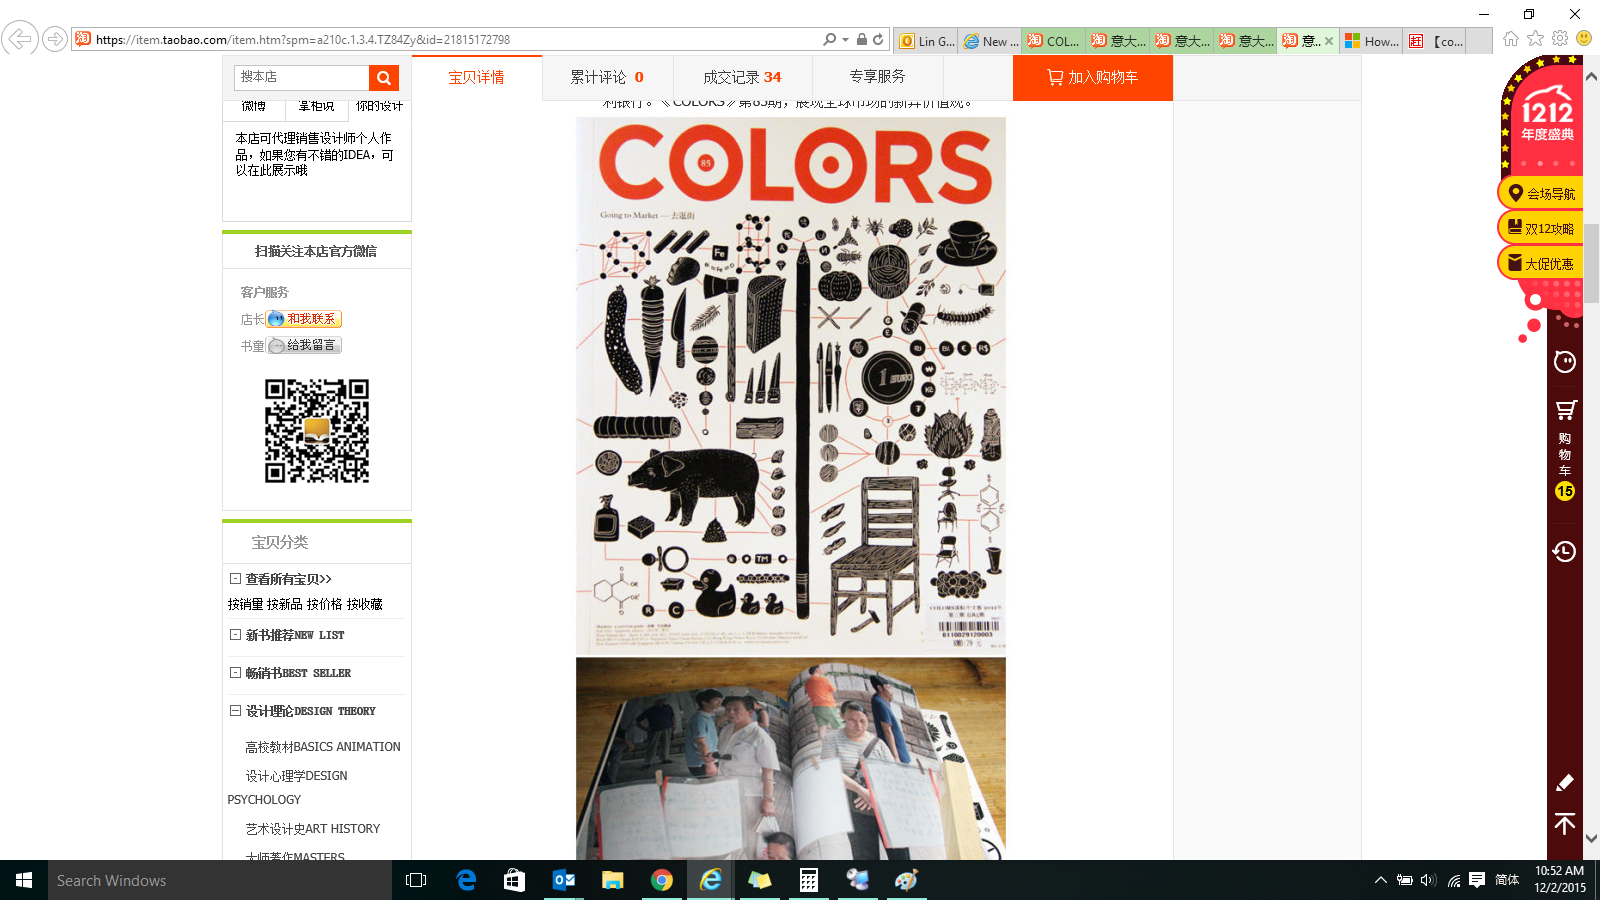 https://item.taobao.com/item.htm?spm=a210c.1.3.4.TZ84Zy&id=21815172798
Lin G...
New ...
COL...
意大...
意大...
意大...
意...
How...
【co...
搜本店
宝贝详情
累计评论 0
成交记录 34
专享服务
加入购物车
微博
掌柜说
你的设计
利银行。《COLORS》第85期，展现全球市场的新奔价值观。
本店可代理销售设计师个人作
品，如果您有不错的IDEA，可
以在此展示哦
扫描关注本店官方微信
客户服务
店长
和我联系
书童
给我留言
宝贝分类
查看所有宝贝>>
按销量 按新品 按价格 按收藏
新书推荐NEW LIST
畅销书BEST SELLER
设计理论DESIGN THEORY
高校教材BASICS ANIMATION
设计心理学DESIGN
PSYCHOLOGY
艺术设计史ART HISTORY
大师著作MASTERS
COLORS
85
Going to Market — 去逛街
Fe
1 EURO
€
R$
TM
R
C
6110029120003
1212
年度盛典
会场导航
双12攻略
大促优惠
购
物
车
15
Search Windows
简体
10:52 AM
12/2/2015